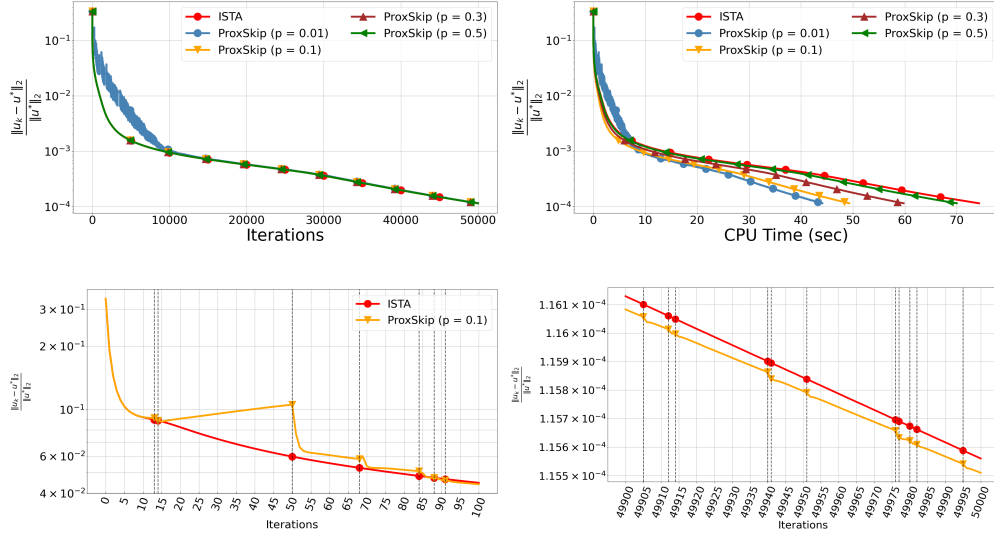 ISTA
ProxSkip (p = 0.01)
ProxSkip (p = 0.1)
ProxSkip (p = 0.3)
ProxSkip (p = 0.5)
10⁻¹
10⁻²
10⁻³
10⁻⁴
‖u_k − u*‖₂
‖u*‖₂
0 10000 20000 30000 40000 50000
Iterations
ISTA
ProxSkip (p = 0.01)
ProxSkip (p = 0.1)
ProxSkip (p = 0.3)
ProxSkip (p = 0.5)
10⁻¹
10⁻²
10⁻³
10⁻⁴
‖u_k − u*‖₂
‖u*‖₂
0 10 20 30 40 50 60 70
CPU Time (sec)
ISTA
ProxSkip (p = 0.1)
3 × 10⁻¹
2 × 10⁻¹
10⁻¹
6 × 10⁻²
4 × 10⁻²
‖u_k − u*‖₂
‖u*‖₂
0 5 10 15 20 25 30 35 40 45 50 55 60 65 70 75 80 85 90 95 100
Iterations
1.161 × 10⁻⁴
1.16 × 10⁻⁴
1.159 × 10⁻⁴
1.158 × 10⁻⁴
1.157 × 10⁻⁴
1.156 × 10⁻⁴
1.155 × 10⁻⁴
‖u_k − u*‖₂
‖u*‖₂
49900 49905 49910 49915 49920 49925 49930 49935 49940 49945 49950 49955 49960 49965 49970 49975 49980 49985 49990 49995 50000
Iterations